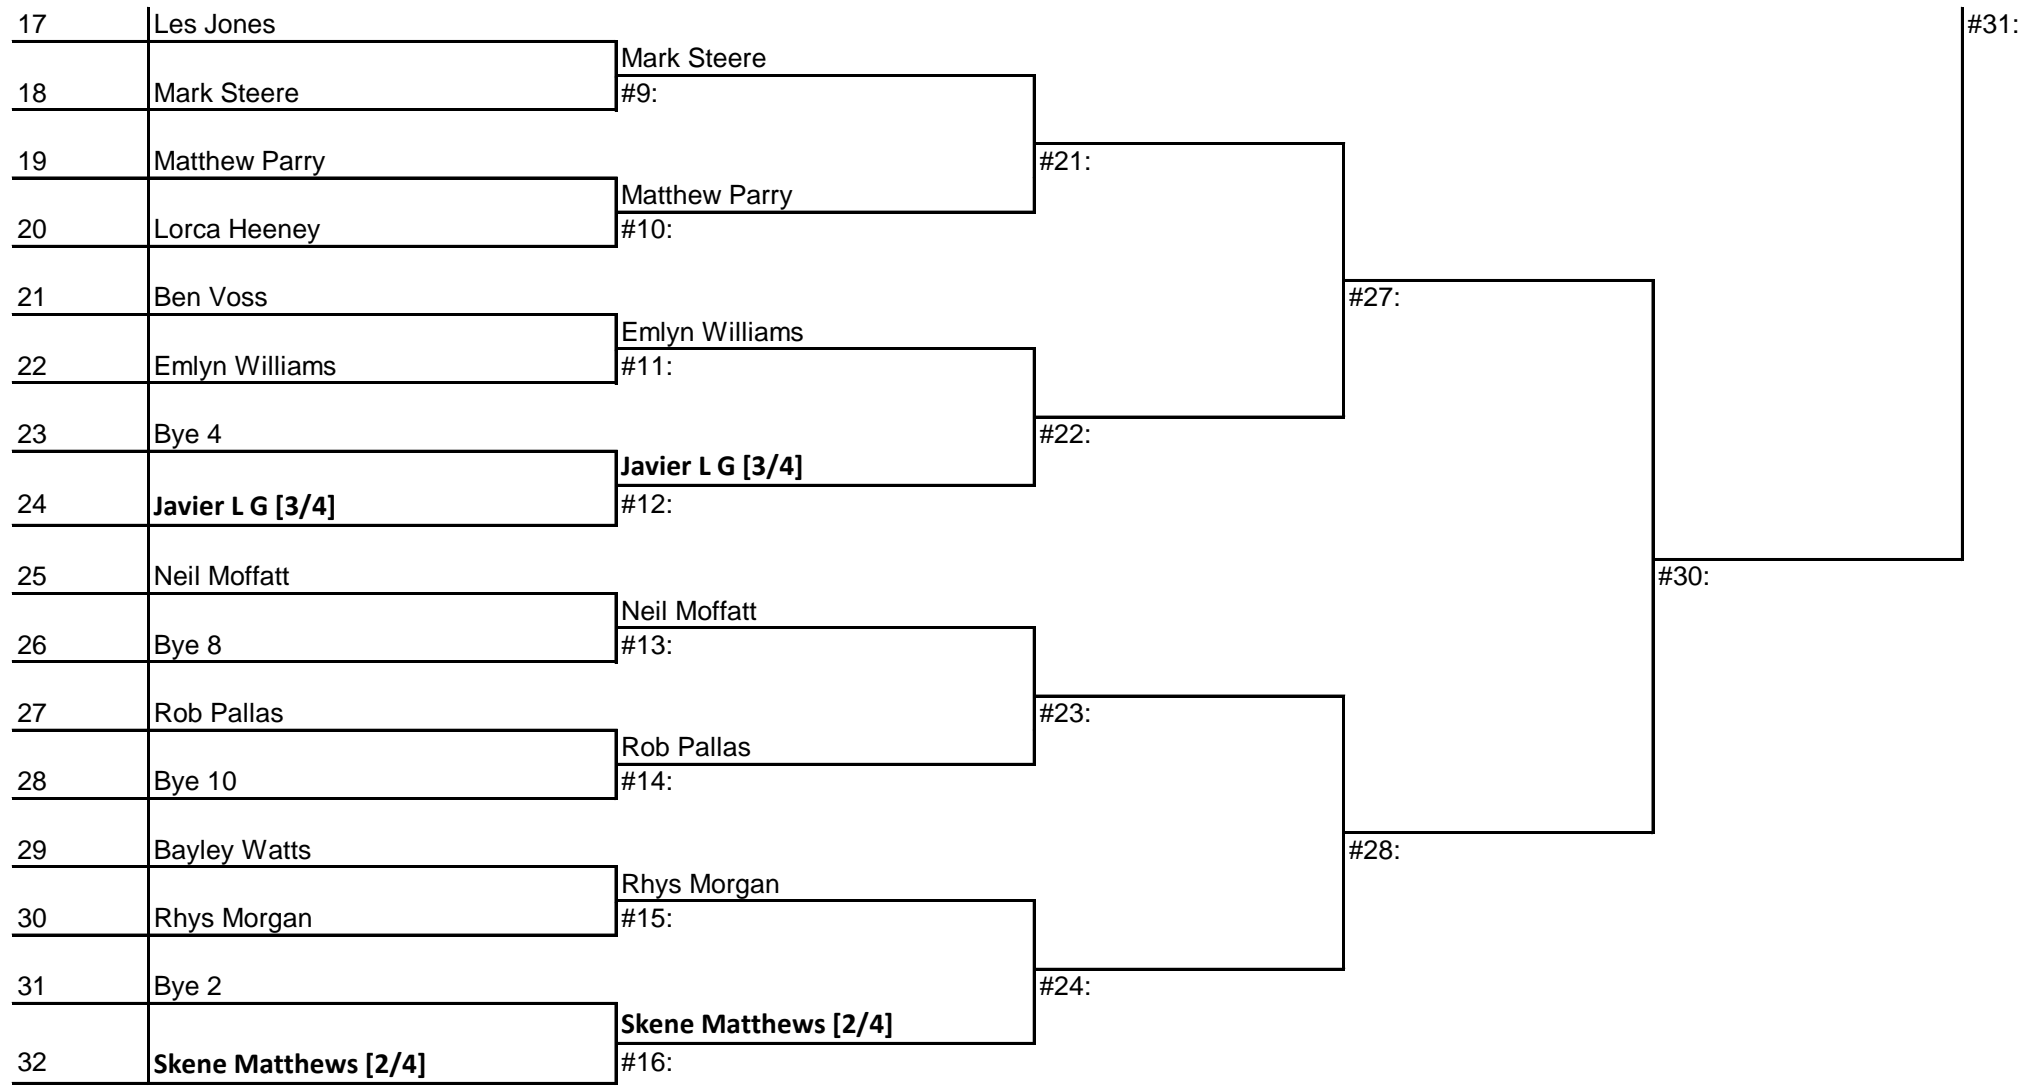 17 Les Jones #31:
Mark Steere
18 Mark Steere #9:
19 Matthew Parry #21:
Matthew Parry
20 Lorca Heeney #10:
21 Ben Voss #27:
Emlyn Williams
22 Emlyn Williams #11:
23 Bye 4 #22:
Javier L G [3/4]
24 Javier L G [3/4] #12:
25 Neil Moffatt #30:
Neil Moffatt
26 Bye 8 #13:
27 Rob Pallas #23:
Rob Pallas
28 Bye 10 #14:
29 Bayley Watts #28:
Rhys Morgan
30 Rhys Morgan #15:
31 Bye 2 #24:
Skene Matthews [2/4]
32 Skene Matthews [2/4] #16: